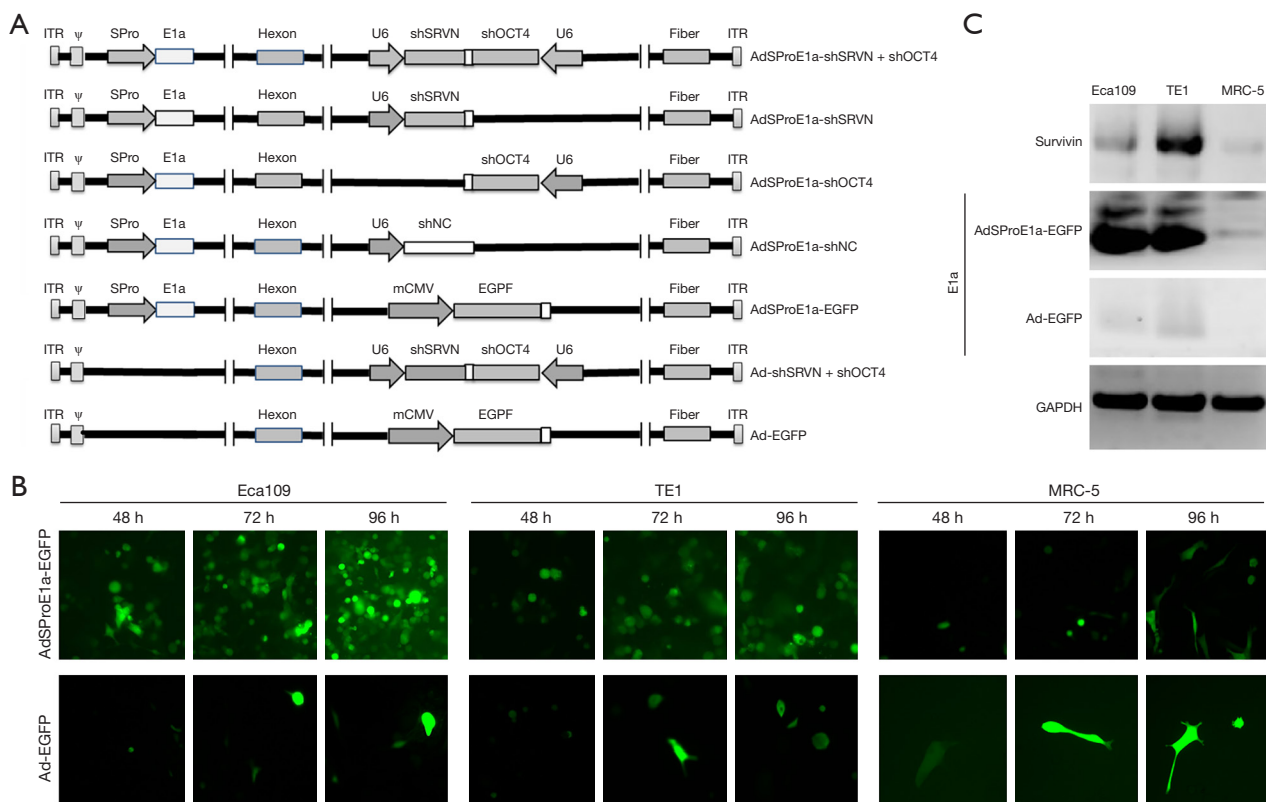 A
ITR ψ SPro E1a Hexon U6 shSRVN shOCT4 U6 Fiber ITR
AdSProE1a-shSRVN + shOCT4
ITR ψ SPro E1a Hexon U6 shSRVN Fiber ITR
AdSProE1a-shSRVN
ITR ψ SPro E1a Hexon shOCT4 U6 Fiber ITR
AdSProE1a-shOCT4
ITR ψ SPro E1a Hexon U6 shNC Fiber ITR
AdSProE1a-shNC
ITR ψ SPro E1a Hexon mCMV EGPF Fiber ITR
AdSProE1a-EGFP
ITR ψ Hexon U6 shSRVN shOCT4 U6 Fiber ITR
Ad-shSRVN + shOCT4
ITR ψ Hexon mCMV EGPF Fiber ITR
Ad-EGFP
C
Eca109 TE1 MRC-5
Survivin
E1a
AdSProE1a-EGFP
Ad-EGFP
GAPDH
B
Eca109 TE1 MRC-5
48 h 72 h 96 h 48 h 72 h 96 h 48 h 72 h 96 h
AdSProE1a-EGFP
Ad-EGFP